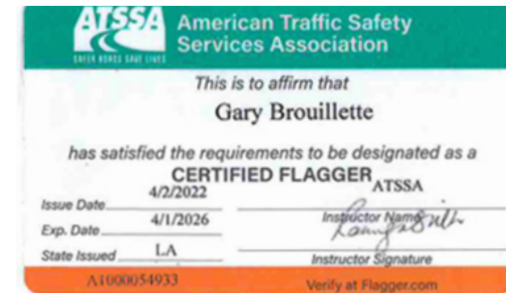 ATSSA
SAFER ROADS SAVE LIVES
American Traffic Safety
Services Association
This is to affirm that
Gary Brouillette
has satisfied the requirements to be designated as a
CERTIFIED FLAGGER
Issue Date 4/2/2022
ATSSA
Instructor Name
Exp. Date 4/1/2026
State Issued LA
Instructor Signature
A1000054933
Verify at Flagger.com